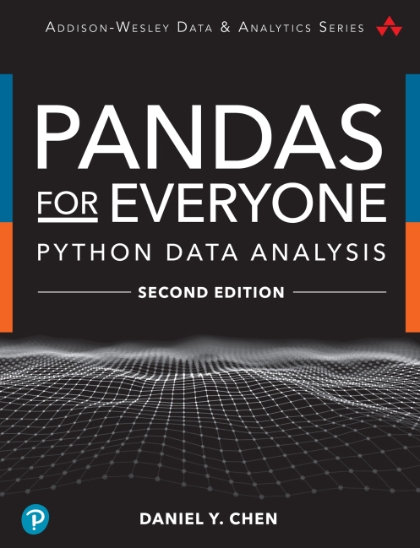 ADDISON-WESLEY DATA & ANALYTICS SERIES
PANDAS
FOR EVERYONE
PYTHON DATA ANALYSIS
SECOND EDITION
P
DANIEL Y. CHEN